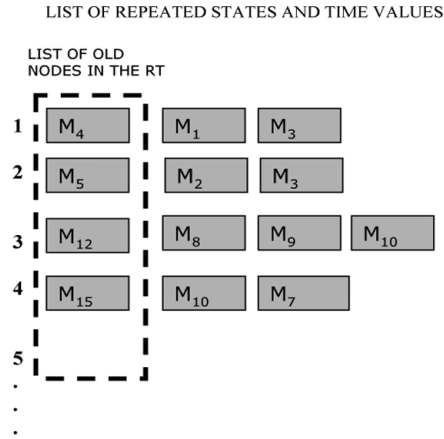 LIST OF REPEATED STATES AND TIME VALUES
LIST OF OLD
NODES IN THE RT
1 M4 M1 M3
2 M5 M2 M3
3 M12 M8 M9 M10
4 M15 M10 M7
5
.
.
.